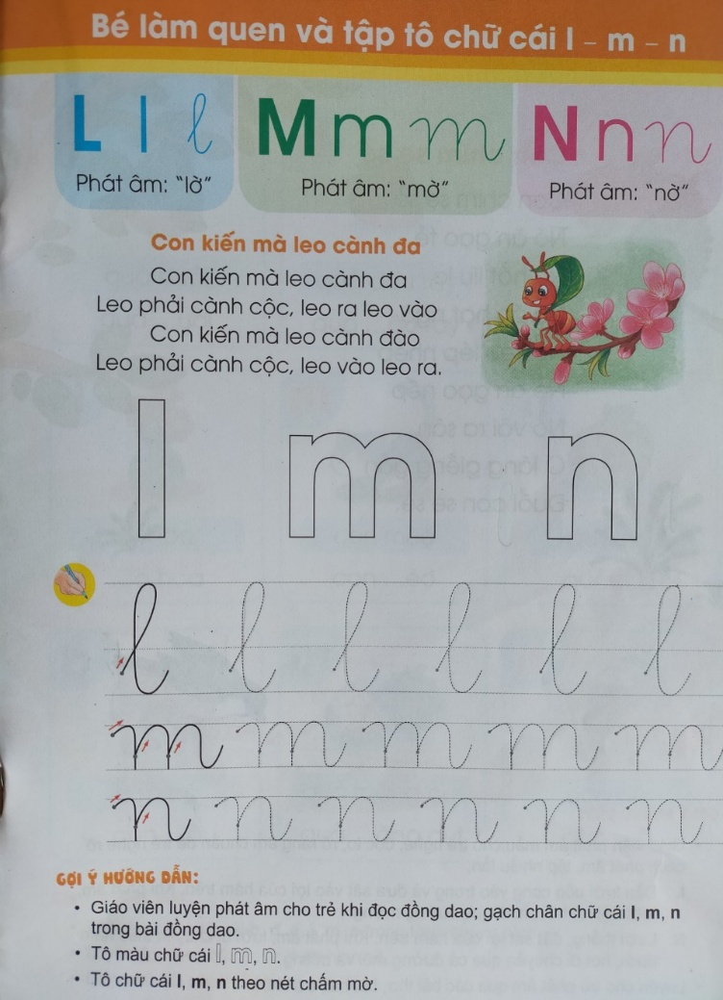 Bé làm quen và tập tô chữ cái l - m - n
L l l M m m N n n
Phát âm: "lờ" Phát âm: "mờ" Phát âm: "nờ"
Con kiến mà leo cành đa
Con kiến mà leo cành đa
Leo phải cành cộc, leo ra leo vào
Con kiến mà leo cành đào
Leo phải cành cộc, leo vào leo ra.
l m n
l l l l l l
m m m m m
n n n n n n
GỢI Ý HƯỚNG DẪN:
• Giáo viên luyện phát âm cho trẻ khi đọc đồng dao; gạch chân chữ cái l, m, n
trong bài đồng dao.
• Tô màu chữ cái l, m, n.
• Tô chữ cái l, m, n theo nét chấm mờ.